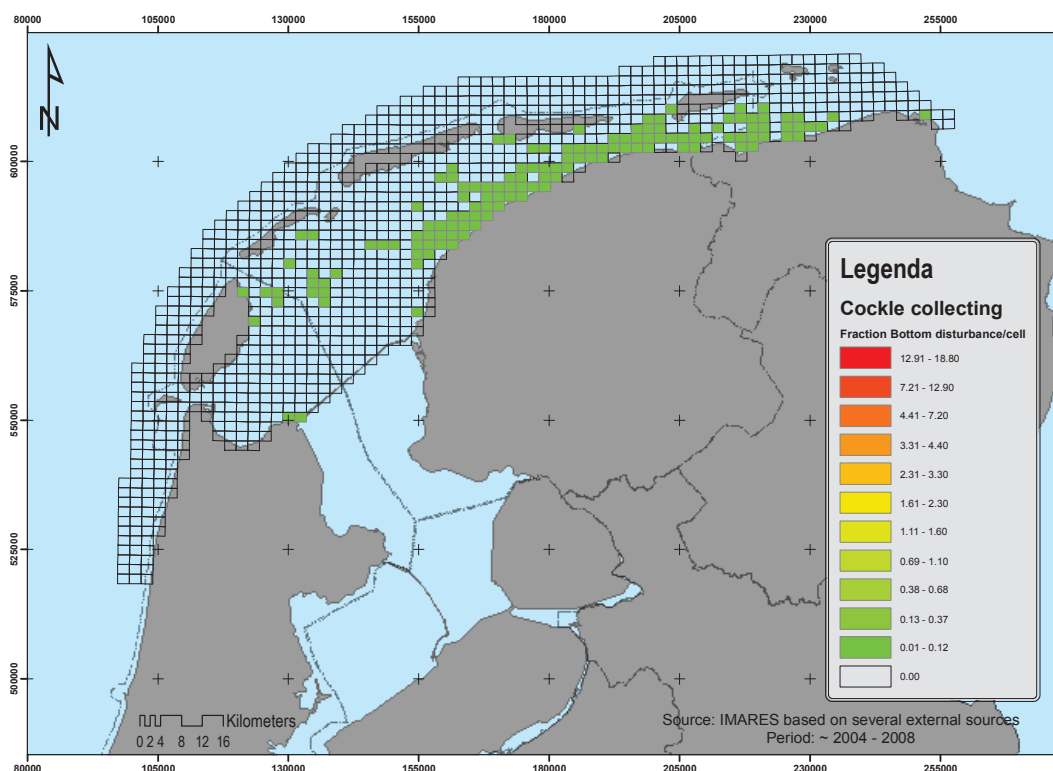 80000 105000 130000 155000 180000 205000 230000 255000
N
600000
575000
550000
525000
500000
Legenda
Cockle collecting
Fraction Bottom disturbance/cell
12.91 - 18.80
7.21 - 12.90
4.41 - 7.20
3.31 - 4.40
2.31 - 3.30
1.61 - 2.30
1.11 - 1.60
0.69 - 1.10
0.38 - 0.68
0.13 - 0.37
0.01 - 0.12
0.00
Kilometers
0 2 4 8 12 16
Source: IMARES based on several external sources
Period: ~ 2004 - 2008
80000 105000 130000 155000 180000 205000 230000 255000